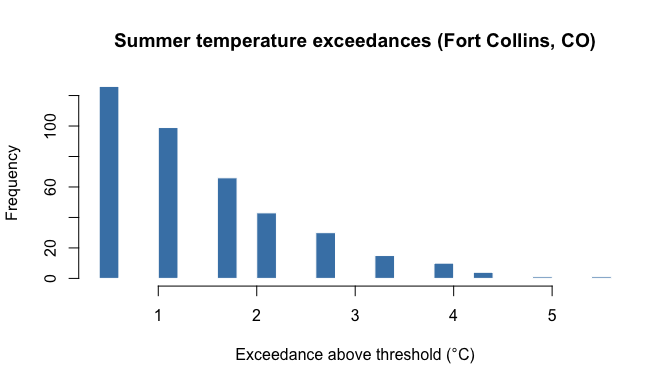 Summer temperature exceedances (Fort Collins, CO)
Frequency
100
60
20
0
1 2 3 4 5
Exceedance above threshold (°C)